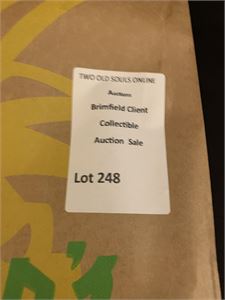 TWO OLD SOULS ONLINE
Auctions
Brimfield Client
Collectible
Auction Sale
Lot 248